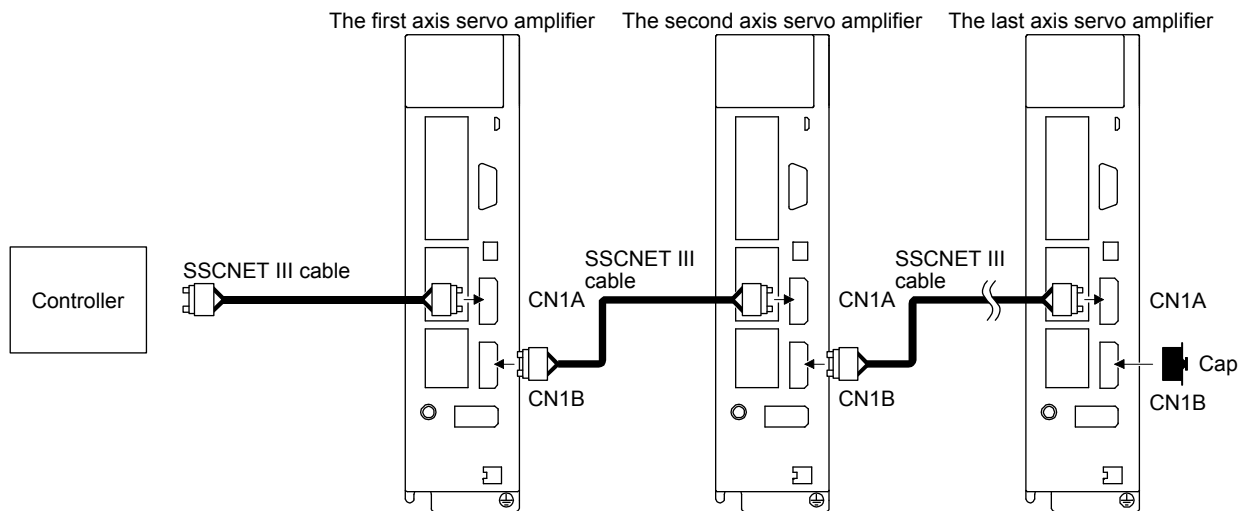 The first axis servo amplifier
The second axis servo amplifier
The last axis servo amplifier
Controller
SSCNET III cable
CN1A
CN1B
SSCNET III
cable
CN1A
CN1B
SSCNET III
cable
CN1A
Cap
CN1B